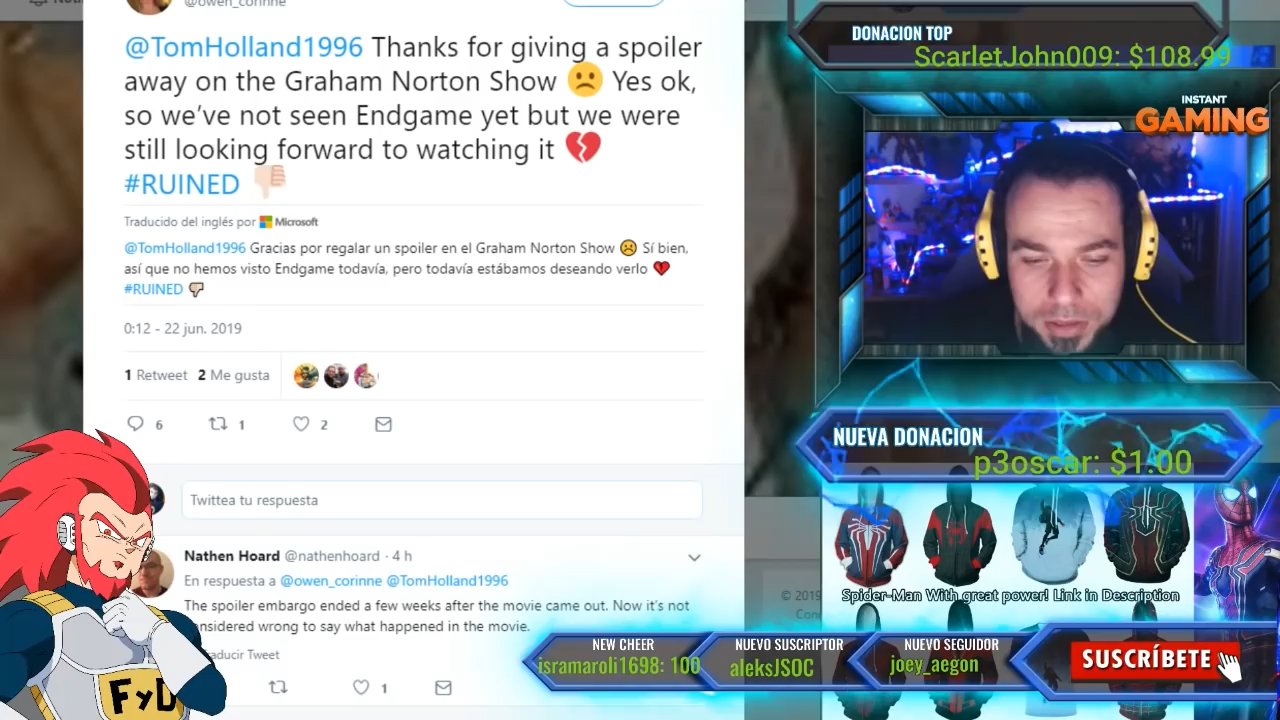 @owen_corinne
@TomHolland1996 Thanks for giving a spoiler
away on the Graham Norton Show ☹️ Yes ok,
so we’ve not seen Endgame yet but we were
still looking forward to watching it 💔
#RUINED 👎🏻
Traducido del inglés por Microsoft
@TomHolland1996 Gracias por regalar un spoiler en el Graham Norton Show ☹️ Sí bien,
así que no hemos visto Endgame todavía, pero todavía estábamos deseando verlo 💔
#RUINED 👎🏻
0:12 - 22 jun. 2019
1 Retweet 2 Me gusta
6 1 2
Twittea tu respuesta
Nathen Hoard @nathenhoard · 4 h
En respuesta a @owen_corinne @TomHolland1996
The spoiler embargo ended a few weeks after the movie came out. Now it’s not
considered wrong to say what happened in the movie.
Traducir Tweet
1
FyD
© 2019
DONACION TOP
ScarletJohn009: $108.99
INSTANT
GAMING
NUEVA DONACION
p3oscar: $1.00
Spider-Man With great power! Link in Description
NEW CHEER
isramaroli1698: 100
NUEVO SUSCRIPTOR
aleksJSOC
NUEVO SEGUIDOR
joey_aegon
SUSCRÍBETE